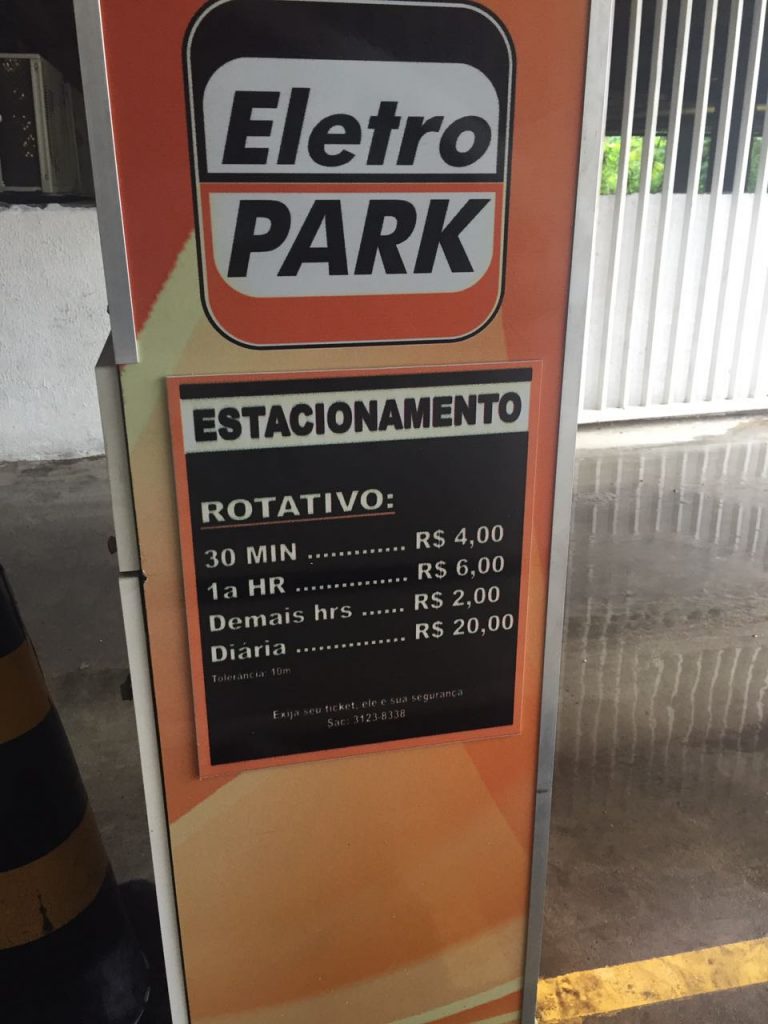 Eletro
PARK
ESTACIONAMENTO
ROTATIVO:
30 MIN ............. R$ 4,00
1a HR ............... R$ 6,00
Demais hrs ...... R$ 2,00
Diária ............... R$ 20,00
Tolerância: 10m
Exija seu ticket, ele e sua segurança
Sac: 3123-8338